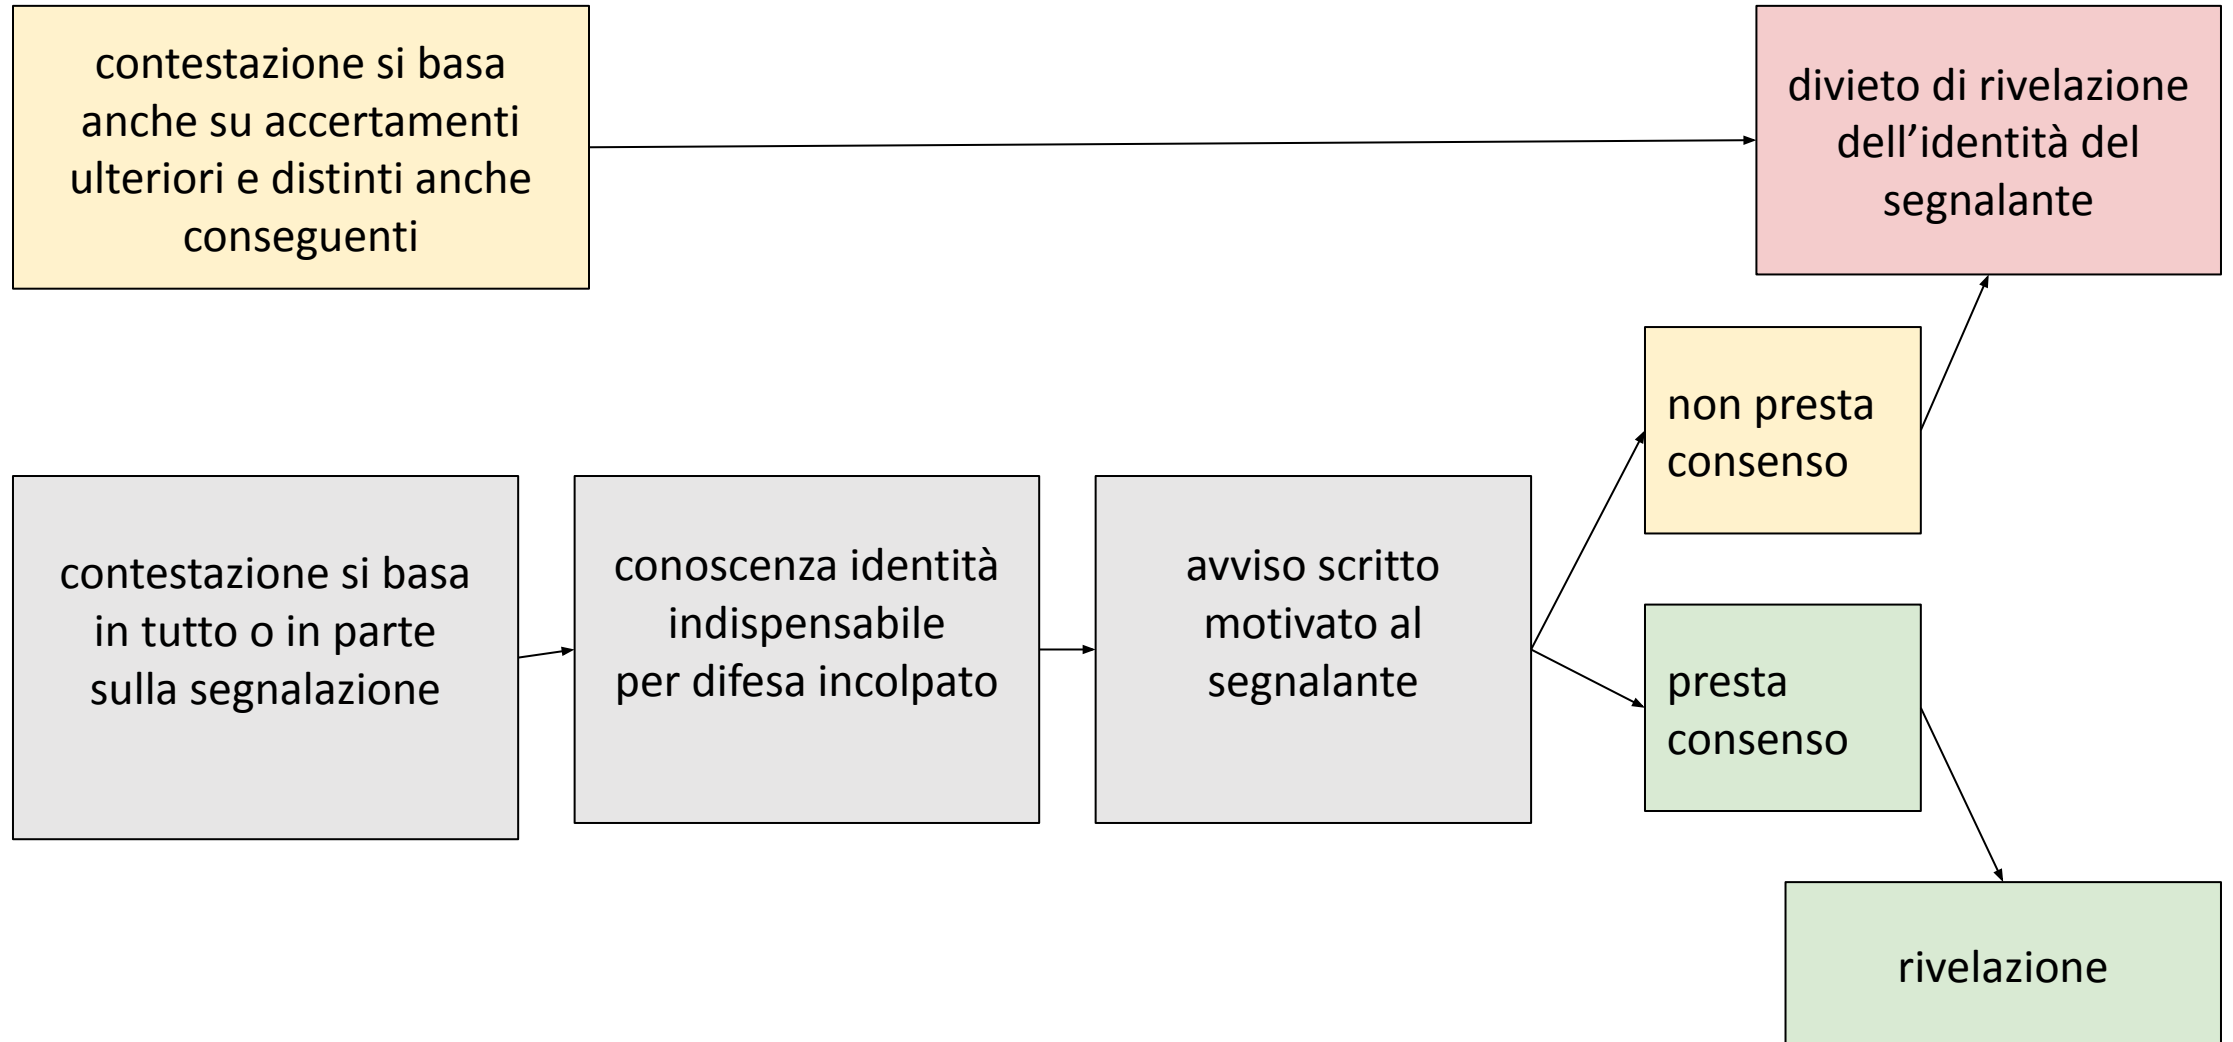 contestazione si basa
anche su accertamenti
ulteriori e distinti anche
conseguenti
divieto di rivelazione
dell’identità del
segnalante
non presta
consenso
contestazione si basa
in tutto o in parte
sulla segnalazione
conoscenza identità
indispensabile
per difesa incolpato
avviso scritto
motivato al
segnalante
presta
consenso
rivelazione